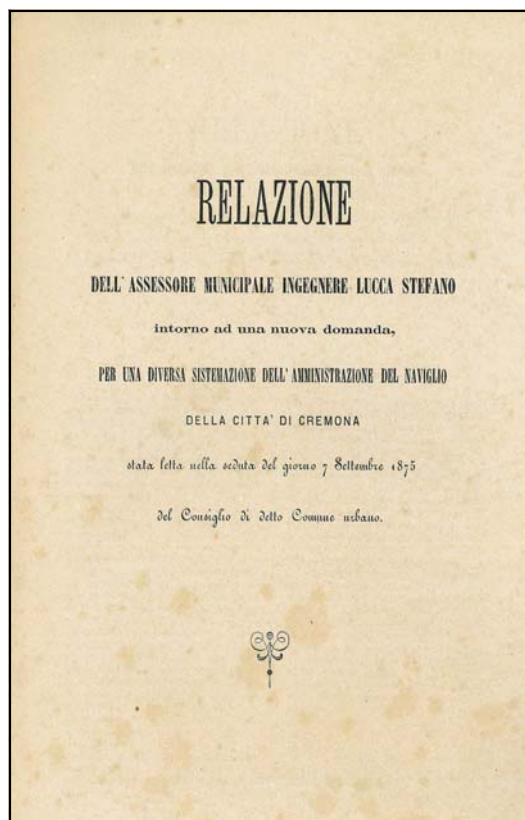 RELAZIONE
DELL' ASSESSORE MUNICIPALE INGEGNERE LUCCA STEFANO
intorno ad una nuova domanda,
PER UNA DIVERSA SISTEMAZIONE DELL' AMMINISTRAZIONE DEL NAVIGLIO
DELLA CITTA' DI CREMONA
stata letta nella seduta del giorno 7 Settembre 1875
del Consiglio di detto Comune urbano.